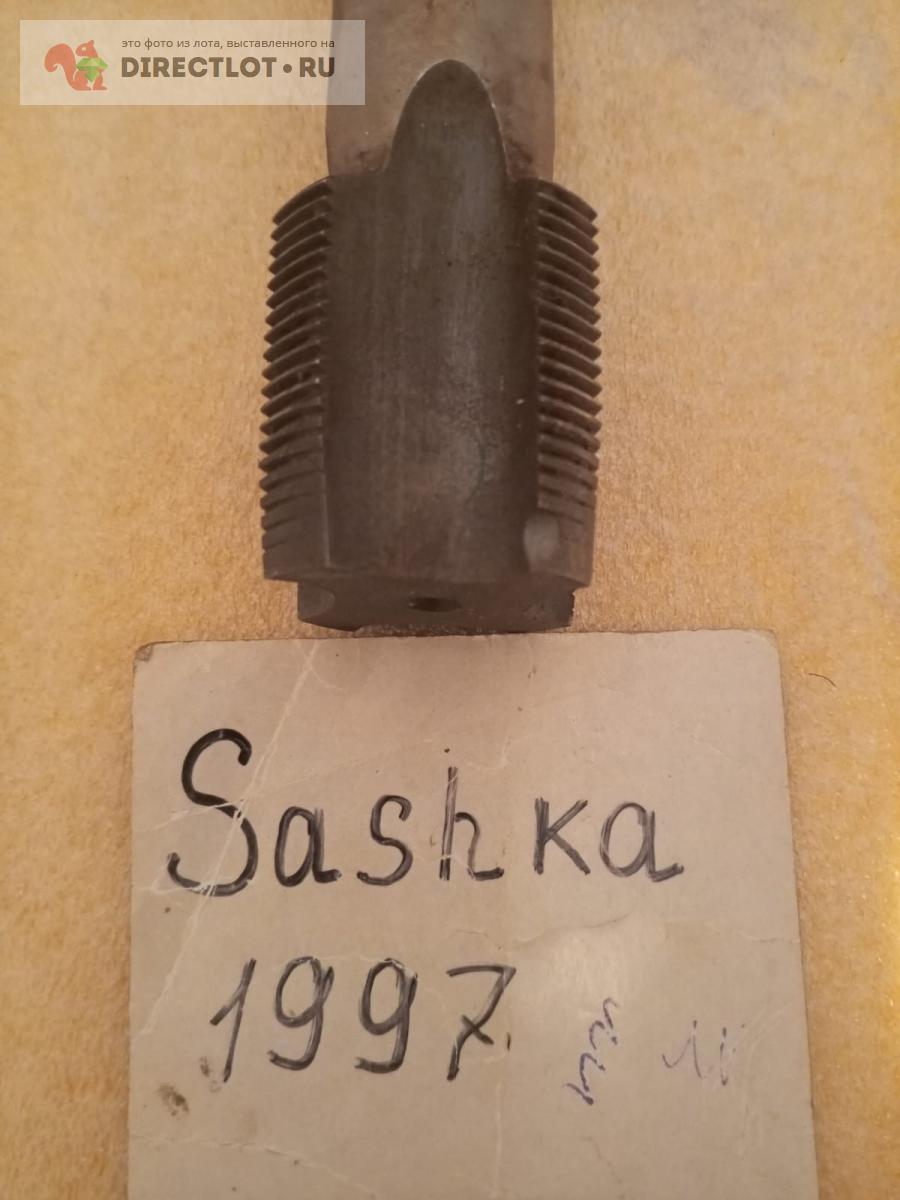 это фото из лота, выставленного на
DIRECTLOT•RU
Sashka
1997